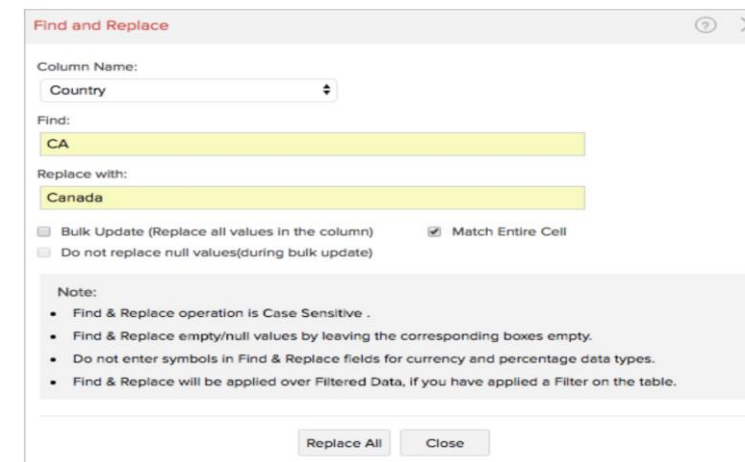 Find and Replace
?
Column Name:
Country
Find:
CA
Replace with:
Canada
Bulk Update (Replace all values in the column) Match Entire Cell
Do not replace null values(during bulk update)
Note:
• Find & Replace operation is Case Sensitive .
• Find & Replace empty/null values by leaving the corresponding boxes empty.
• Do not enter symbols in Find & Replace fields for currency and percentage data types.
• Find & Replace will be applied over Filtered Data, if you have applied a Filter on the table.
Replace All Close